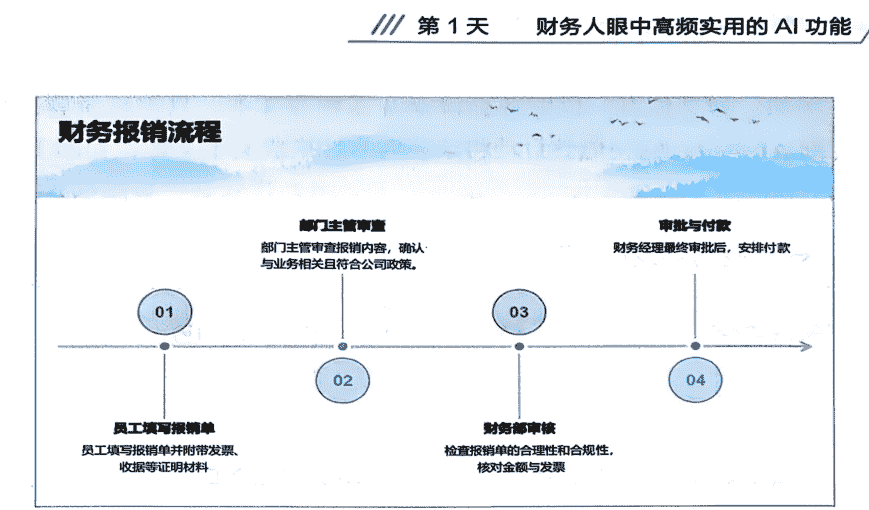 第1天 财务人眼中高频实用的AI功能
财务报销流程
部门主管审查
部门主管审查报销内容，确认
与业务相关且符合公司政策。
审批与付款
财务经理最终审批后，安排付款
01
03
02
04
员工填写报销单
员工填写报销单并附带发票、
收据等证明材料
财务部审核
检查报销单的合理性和合规性，
核对金额与发票